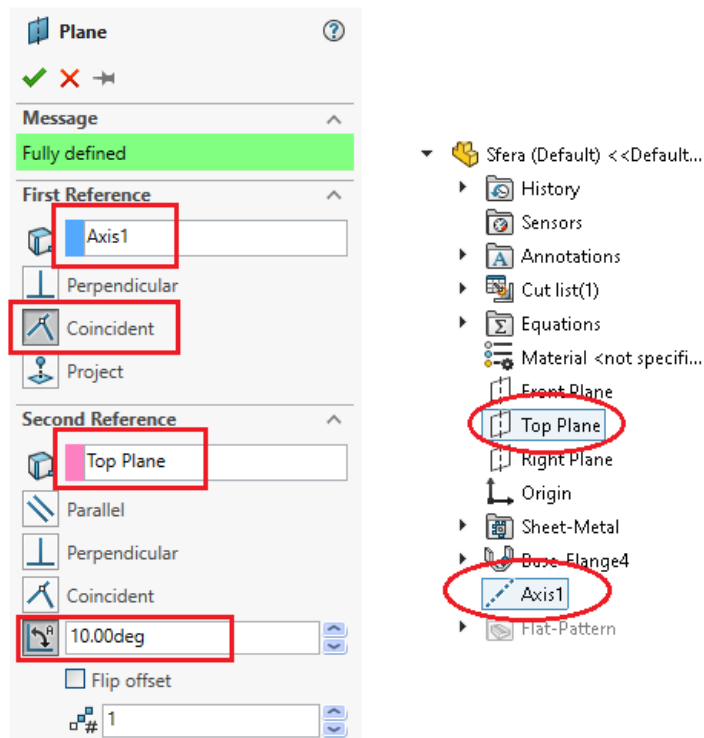 Plane
Message
Fully defined
First Reference
Axis1
Perpendicular
Coincident
Project
Second Reference
Top Plane
Parallel
Perpendicular
Coincident
10.00deg
Flip offset
1
Sfera (Default) <<Default...
History
Sensors
Annotations
Cut list(1)
Equations
Material <not specifi...
Front Plane
Top Plane
Right Plane
Origin
Sheet-Metal
Base-Flange4
Axis1
Flat-Pattern